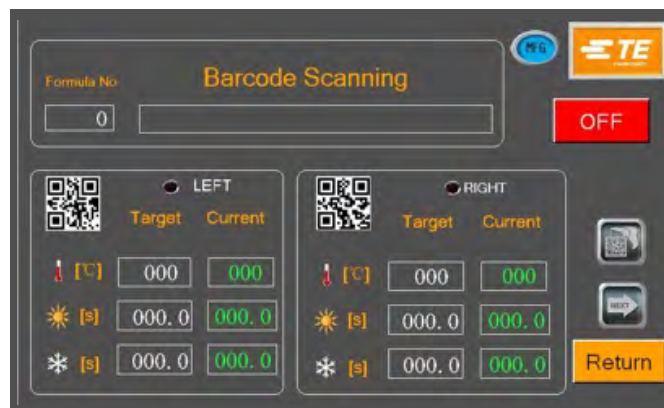 MFG
TE
Formula No
Barcode Scanning
0
OFF
LEFT
Target Current
[℃] 000 000
[s] 000.0 000.0
[s] 000.0 000.0
RIGHT
Target Current
[℃] 000 000
[s] 000.0 000.0
[s] 000.0 000.0
NEXT
Return